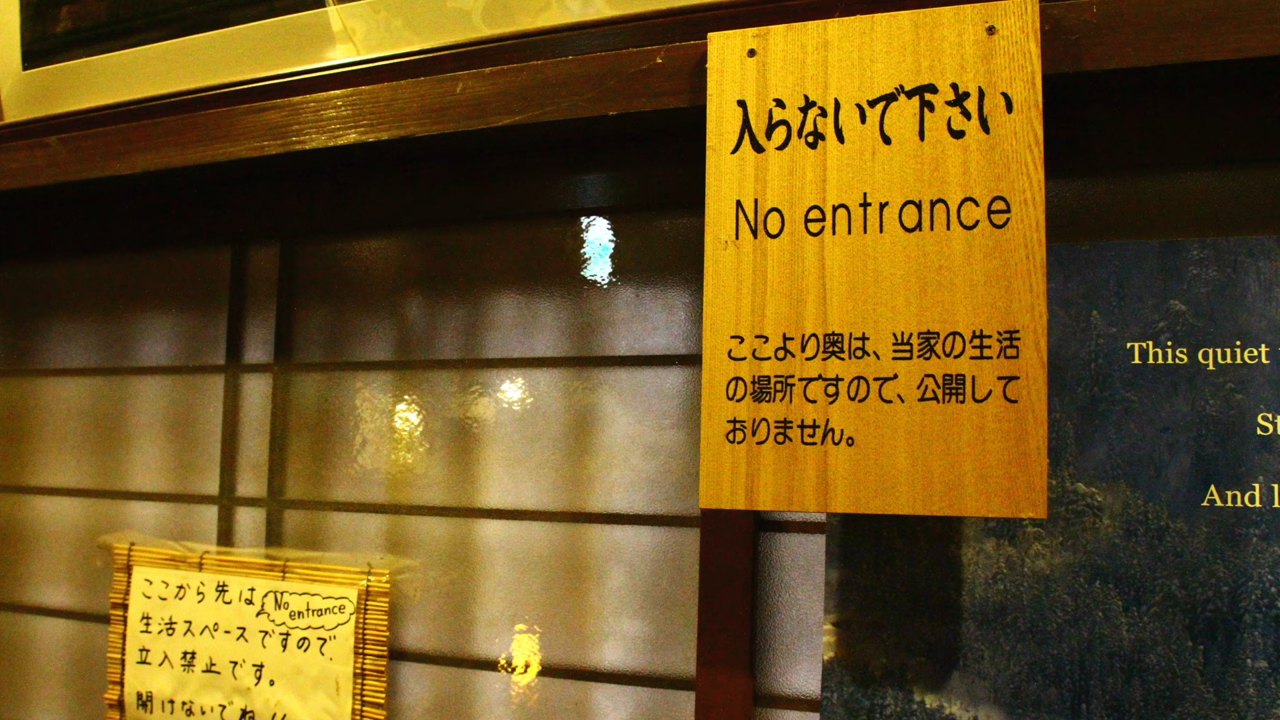 入らないで下さい
No entrance
ここより奥は、当家の生活
の場所ですので、公開して
おりません。
This quiet
St
And
ここから先は
No entrance
生活スペースですので、
立入禁止です。
開けないでね